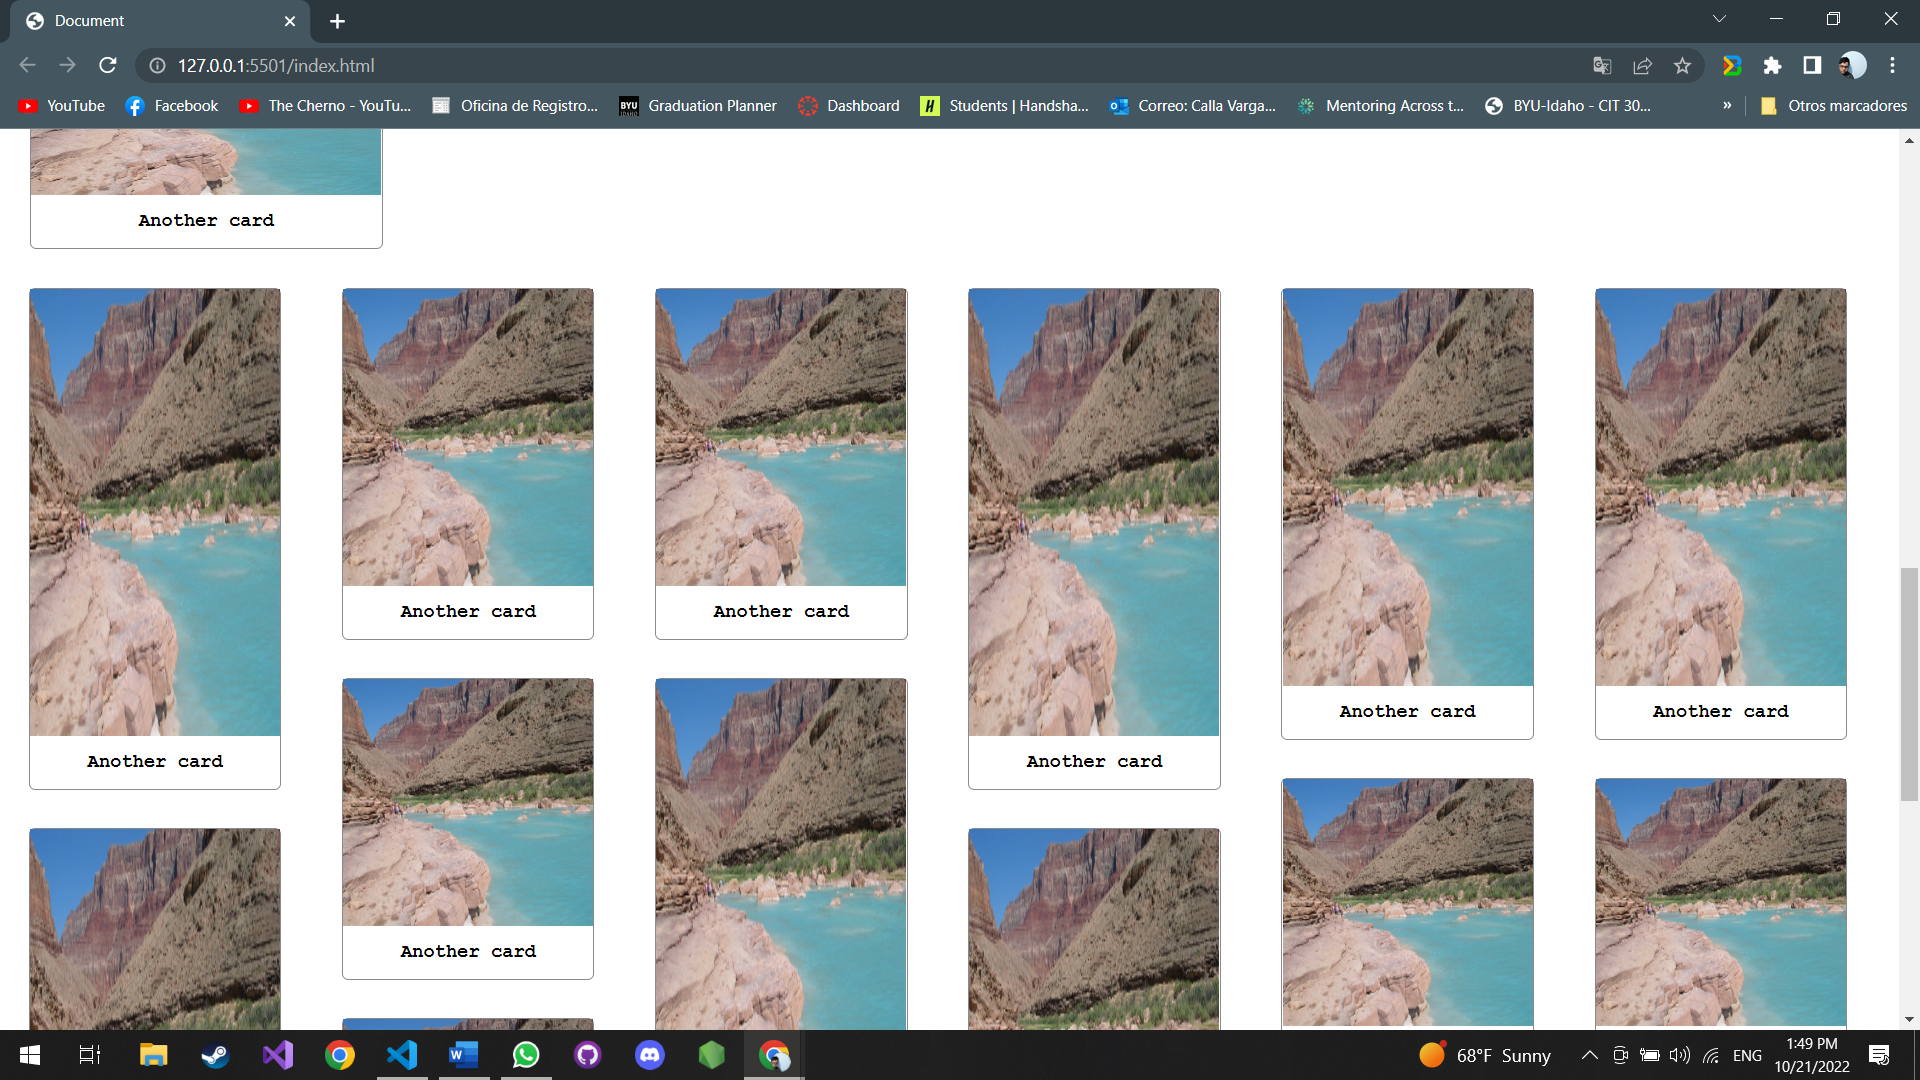 Document
127.0.0.1:5501/index.html
YouTube Facebook The Cherno - YouTu... Oficina de Registro... BYU IDAHO Graduation Planner Dashboard H Students | Handsha... Correo: Calla Varga... Mentoring Across t... BYU-Idaho - CIT 30... » Otros marcadores
Another card
Another card Another card
Another card Another card
Another card Another card
Another card
68°F Sunny ENG 1:49 PM
10/21/2022